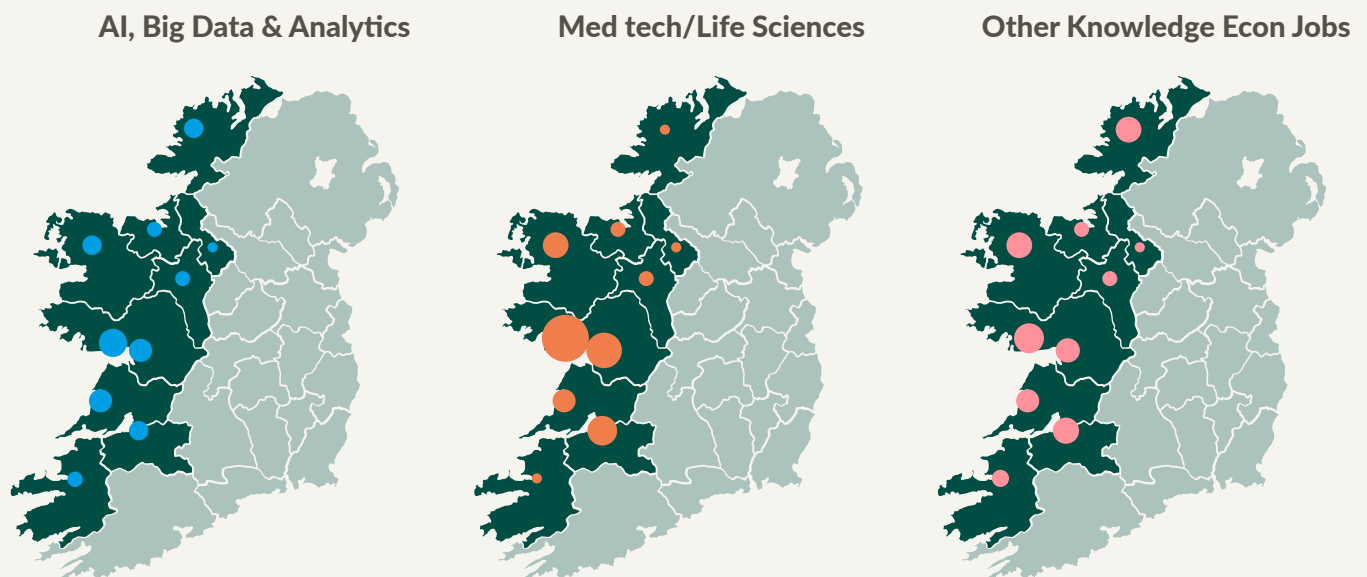 AI, Big Data & Analytics
Med tech/Life Sciences
Other Knowledge Econ Jobs